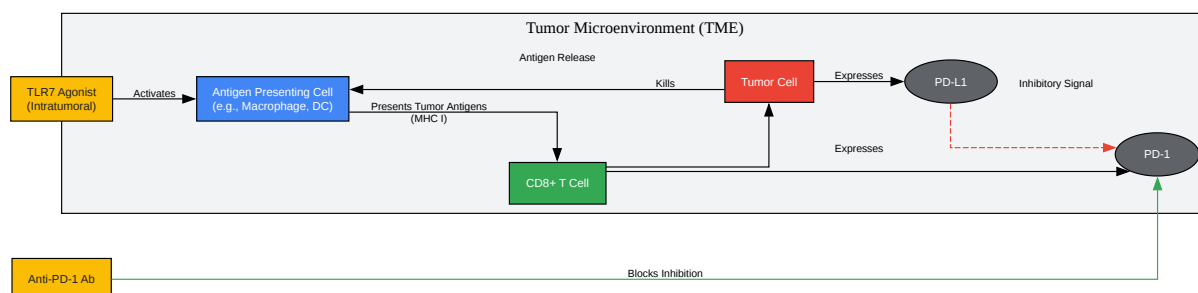 Tumor Microenvironment (TME)
Antigen Release
TLR7 Agonist
(Intratumoral)
Activates
Antigen Presenting Cell
(e.g., Macrophage, DC)
Kills
Tumor Cell
Expresses
PD-L1
Inhibitory Signal
Presents Tumor Antigens
(MHC I)
Expresses
PD-1
CD8+ T Cell
Anti-PD-1 Ab
Blocks Inhibition